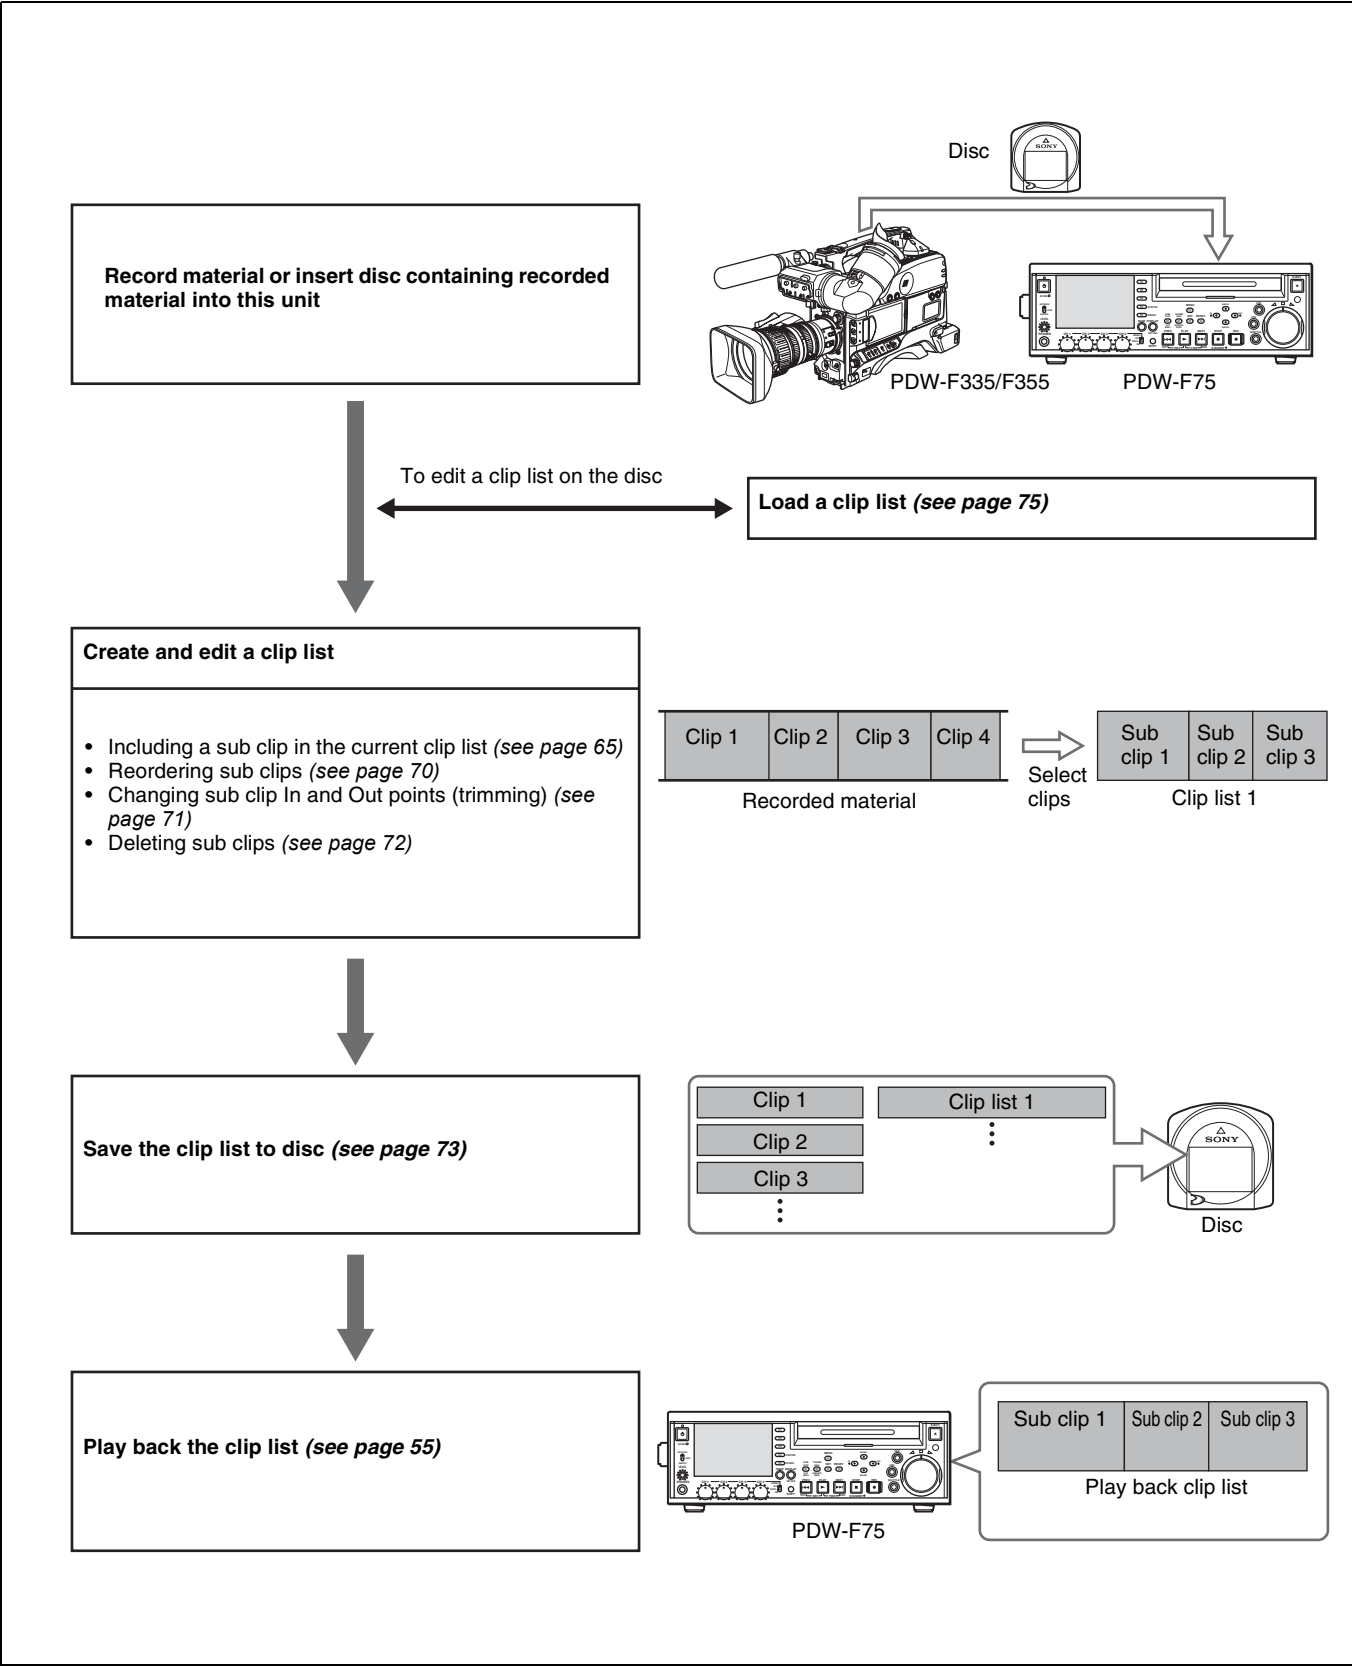 Disc
SONY
Record material or insert disc containing recorded
material into this unit
PDW-F335/F355
PDW-F75
To edit a clip list on the disc
Load a clip list (see page 75)
Create and edit a clip list
• Including a sub clip in the current clip list (see page 65)
• Reordering sub clips (see page 70)
• Changing sub clip In and Out points (trimming) (see
page 71)
• Deleting sub clips (see page 72)
Clip 1
Clip 2
Clip 3
Clip 4
Recorded material
Select
clips
Sub
clip 1
Sub
clip 2
Sub
clip 3
Clip list 1
Save the clip list to disc (see page 73)
Clip 1
Clip 2
Clip 3
Clip list 1
SONY
Disc
Play back the clip list (see page 55)
PDW-F75
Sub clip 1
Sub clip 2
Sub clip 3
Play back clip list